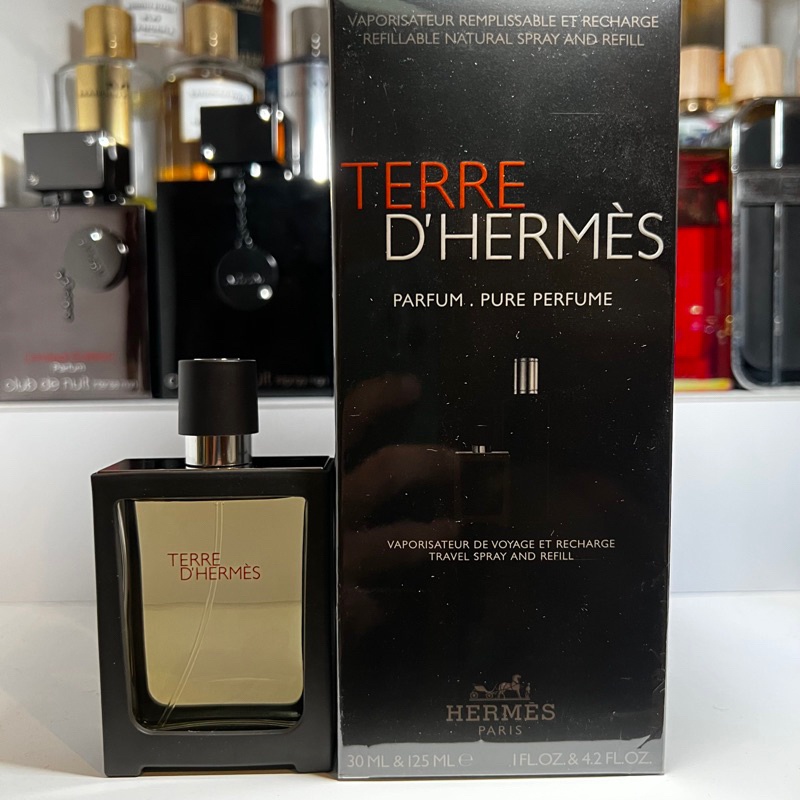 VAPORISATEUR REMPLISSABLE ET RECHARGE
REFILLABLE NATURAL SPRAY AND REFILL
TERRE
D'HERMÈS
PARFUM . PURE PERFUME
VAPORISATEUR DE VOYAGE ET RECHARGE
TRAVEL SPRAY AND REFILL
HERMÈS
PARIS
30 ML & 125 ML ℮ 1 FL.OZ. & 4.2 FL.OZ.
TERRE
D'HERMÈS
Parfum
club de nuit